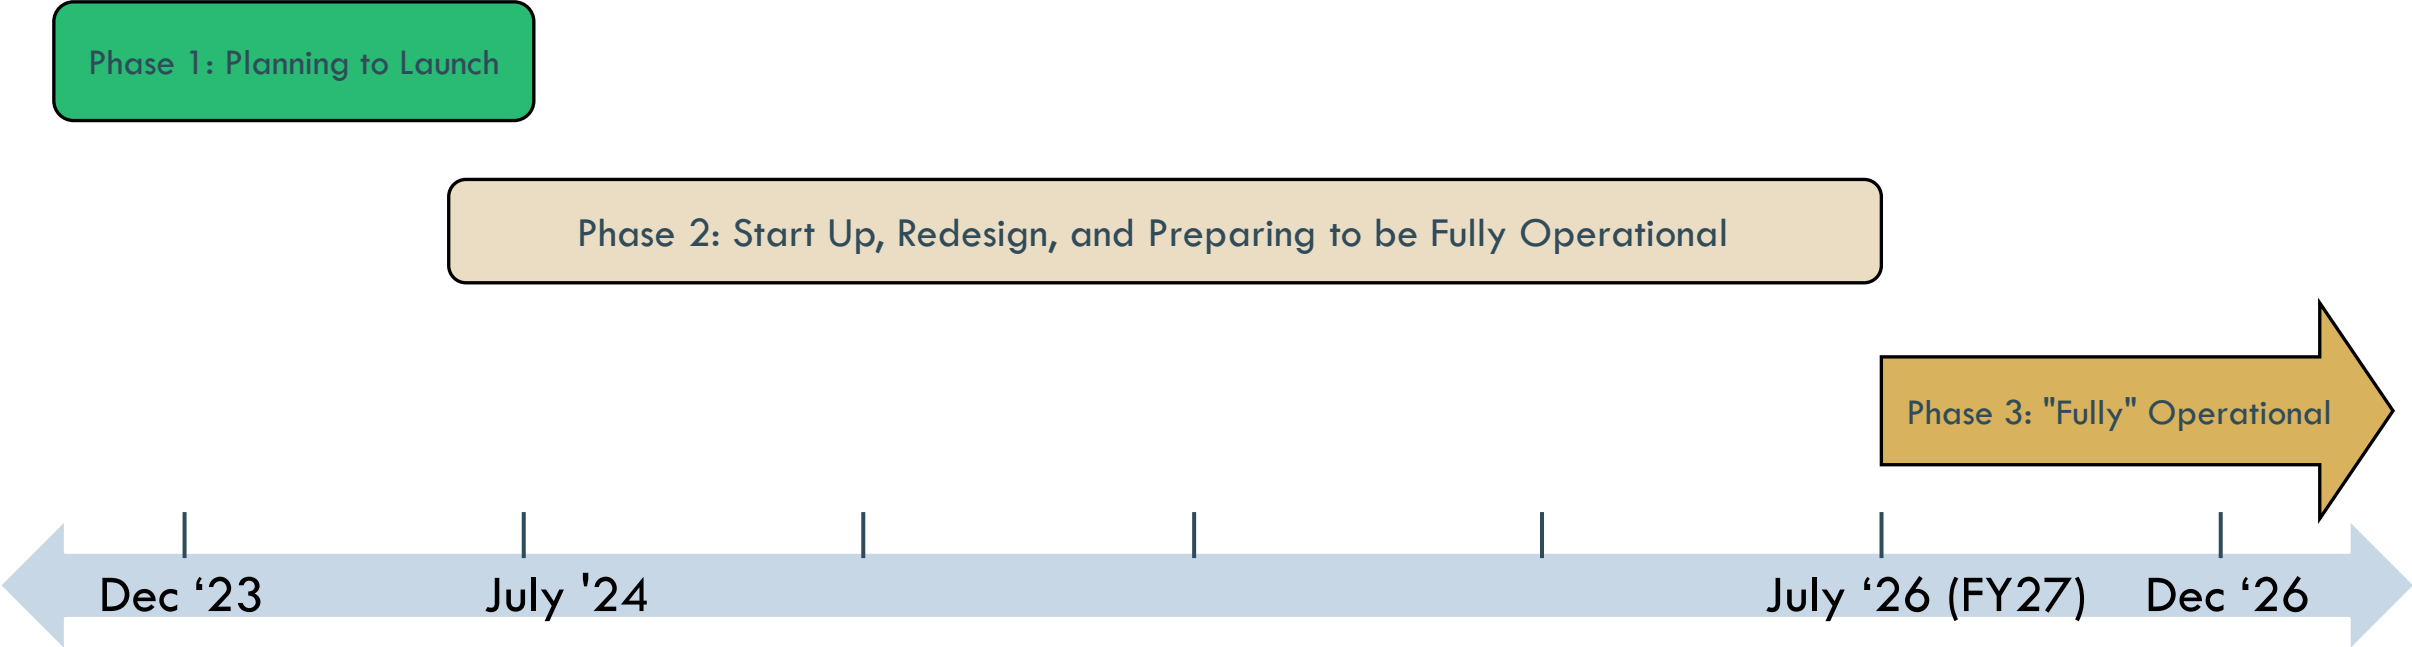 Phase 1: Planning to Launch
Phase 2: Start Up, Redesign, and Preparing to be Fully Operational
Phase 3: "Fully" Operational
Dec ‘23
July '24
July ‘26 (FY27)
Dec ‘26